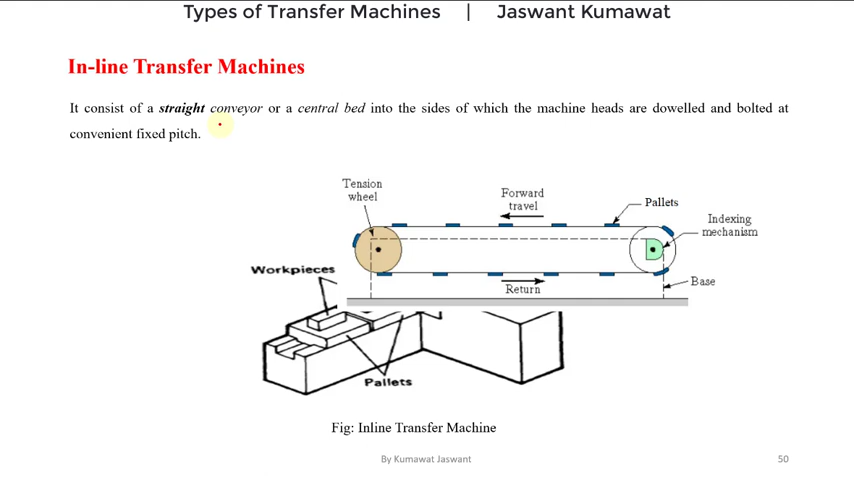 Types of Transfer Machines | Jaswant Kumawat
In-line Transfer Machines
It consist of a straight conveyor or a central bed into the sides of which the machine heads are dowelled and bolted at
convenient fixed pitch.
Tension
wheel
Forward
travel
Pallets
Indexing
mechanism
Workpieces
Return
Base
Pallets
Fig: Inline Transfer Machine
By Kumawat Jaswant
50